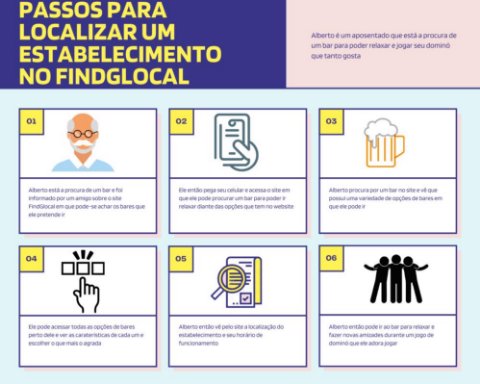 PASSOS PARA
LOCALIZAR UM
ESTABELECIMENTO
NO FINDGLOCAL
Alberto é um aposentado que está a procura de
um bar para poder relaxar e jogar seu dominó
que tanto gosta
01
Alberto está a procura de um bar e foi
informado por um amigo sobre o site
FindGlocal em que pode-se achar os bares que
ele pretende ir
02
Ele então pega seu celular e acessa o site em
que ele pode procurar um bar para poder ir
relaxar diante das opções que tem no website
03
Alberto procura por um bar no site e vê que
possui uma variedade de opções de bares em
que ele pode ir
04
Ele pode acessar todas as opções de bares
perto dele e ver as caraterísticas de cada um e
escolher o que mais o agrada
05
Alberto então vê pelo site a localização do
estabelecimento e seu horário de
funcionamento
06
Alberto então pode ir ao bar para relaxar e
fazer novas amizades durante um jogo de
dominó que ele adora jogar